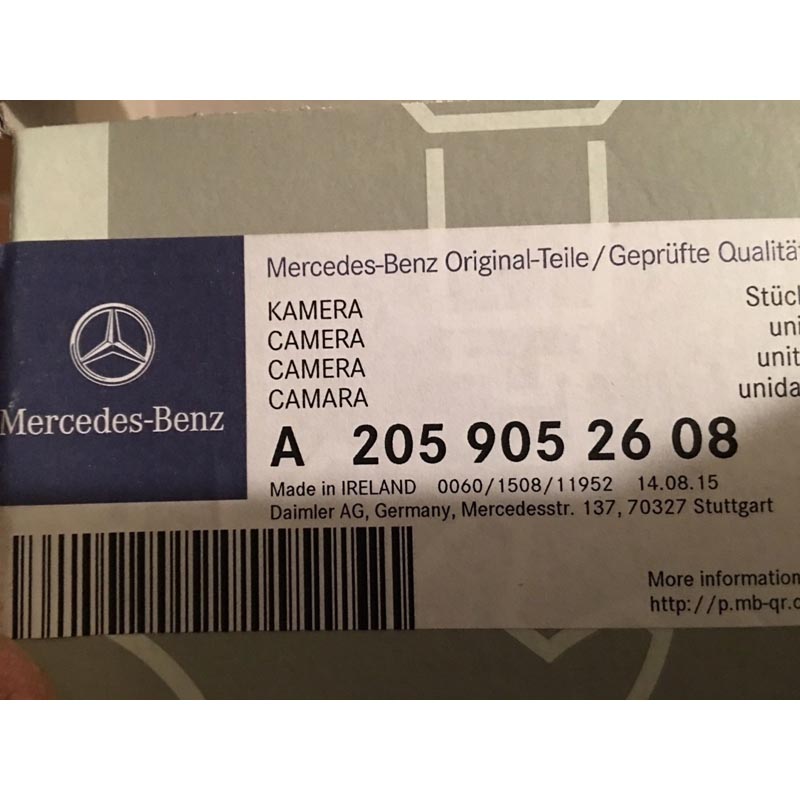 Mercedes-Benz
Mercedes-Benz Original-Teile/Geprüfte
KAMERA
CAMERA
CAMERA
CAMARA
A 205 905 26 08
Made in IRELAND 0060/1508/11952 14.08.15
Daimler AG, Germany, Mercedesstr. 137, 70327 Stuttgart
More information
http://p.mb-qr.